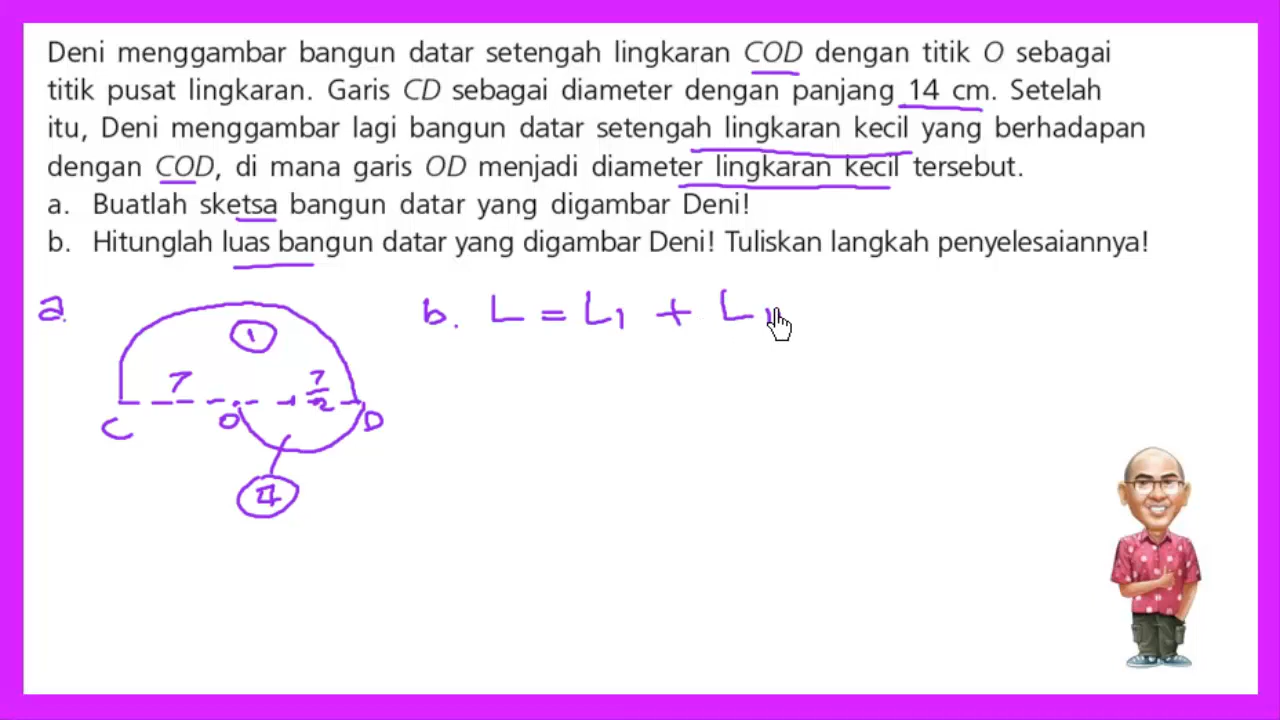 Deni menggambar bangun datar setengah lingkaran COD dengan titik O sebagai
titik pusat lingkaran. Garis CD sebagai diameter dengan panjang 14 cm. Setelah
itu, Deni menggambar lagi bangun datar setengah lingkaran kecil yang berhadapan
dengan COD, di mana garis OD menjadi diameter lingkaran kecil tersebut.
a. Buatlah sketsa bangun datar yang digambar Deni!
b. Hitunglah luas bangun datar yang digambar Deni! Tuliskan langkah penyelesaiannya!
a.
b. L = L1 + L
1
7
7/2
C
O
D